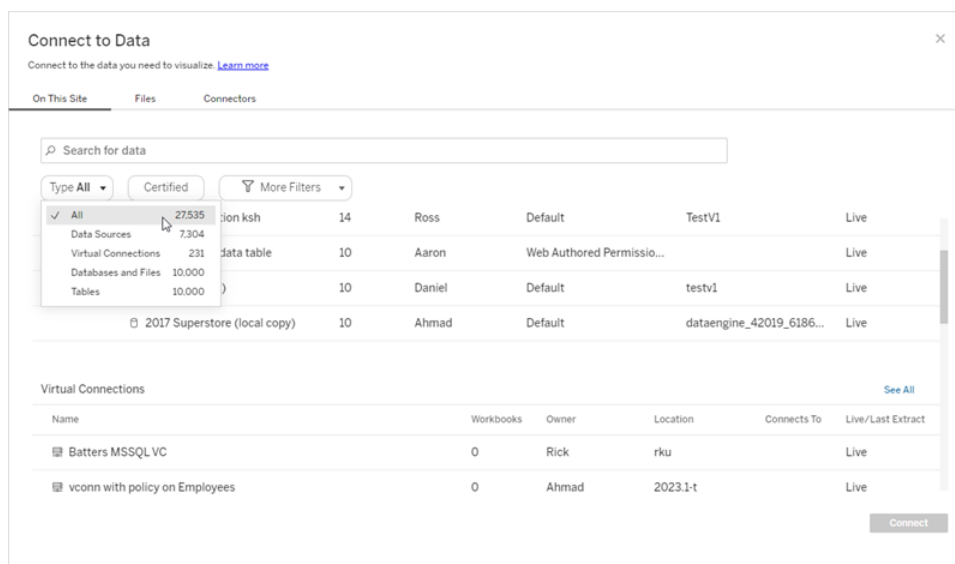 Connect to Data
Connect to the data you need to visualize. Learn more
On This Site Files Connectors
Search for data
Type All Certified More Filters
All 27,535
Data Sources 7,304
Virtual Connections 231
Databases and Files 10,000
Tables 10,000
ion ksh 14 Ross Default TestV1 Live
data table 10 Aaron Web Authored Permissio... Live
) 10 Daniel Default testv1 Live
2017 Superstore (local copy) 10 Ahmad Default dataengine_42019_6186... Live
Virtual Connections See All
Name Workbooks Owner Location Connects To Live/Last Extract
Batters MSSQL VC 0 Rick rku Live
vconn with policy on Employees 0 Ahmad 2023.1-t Live
Connect